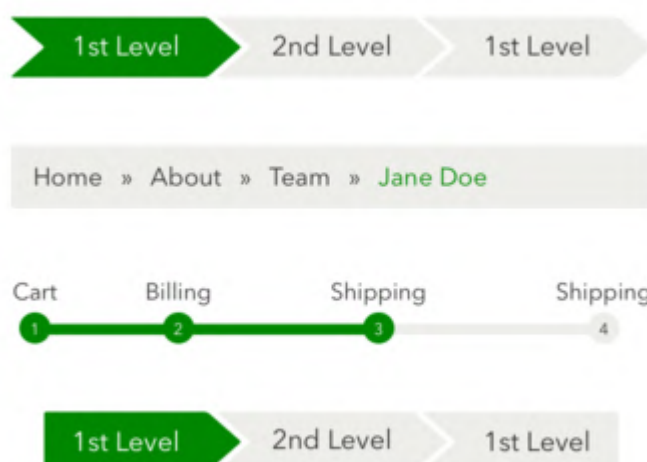 1st Level 2nd Level 1st Level
Home » About » Team » Jane Doe
Cart Billing Shipping Shipping
1 2 3 4
1st Level 2nd Level 1st Level